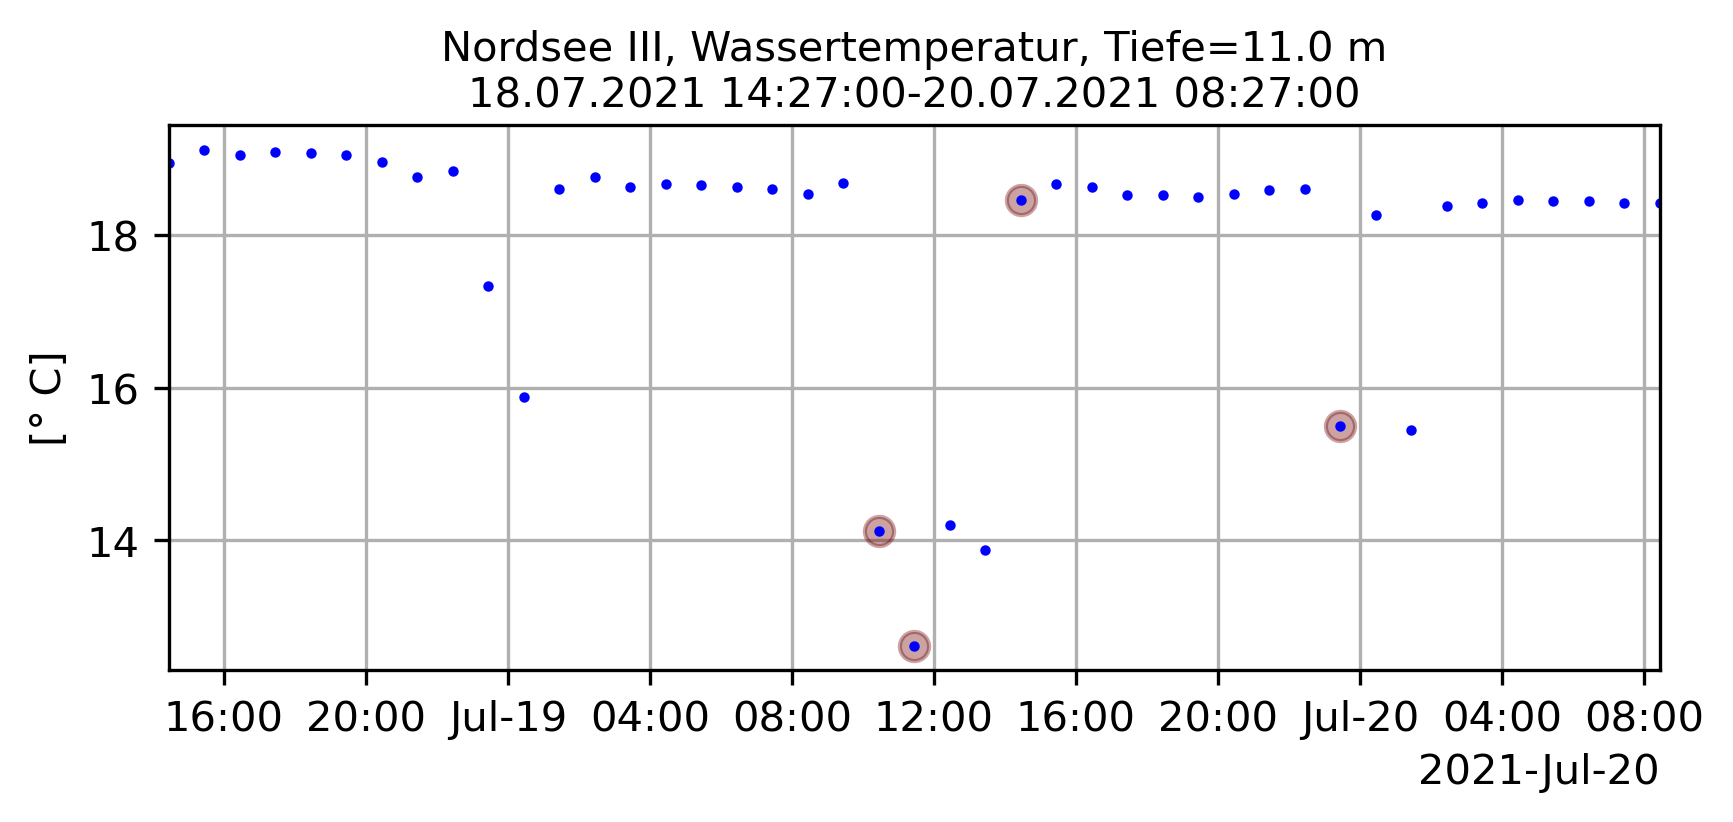 Nordsee III, Wassertemperatur, Tiefe=11.0 m
18.07.2021 14:27:00-20.07.2021 08:27:00
[° C]
18
16
14
16:00 20:00 Jul-19 04:00 08:00 12:00 16:00 20:00 Jul-20 04:00 08:00
2021-Jul-20